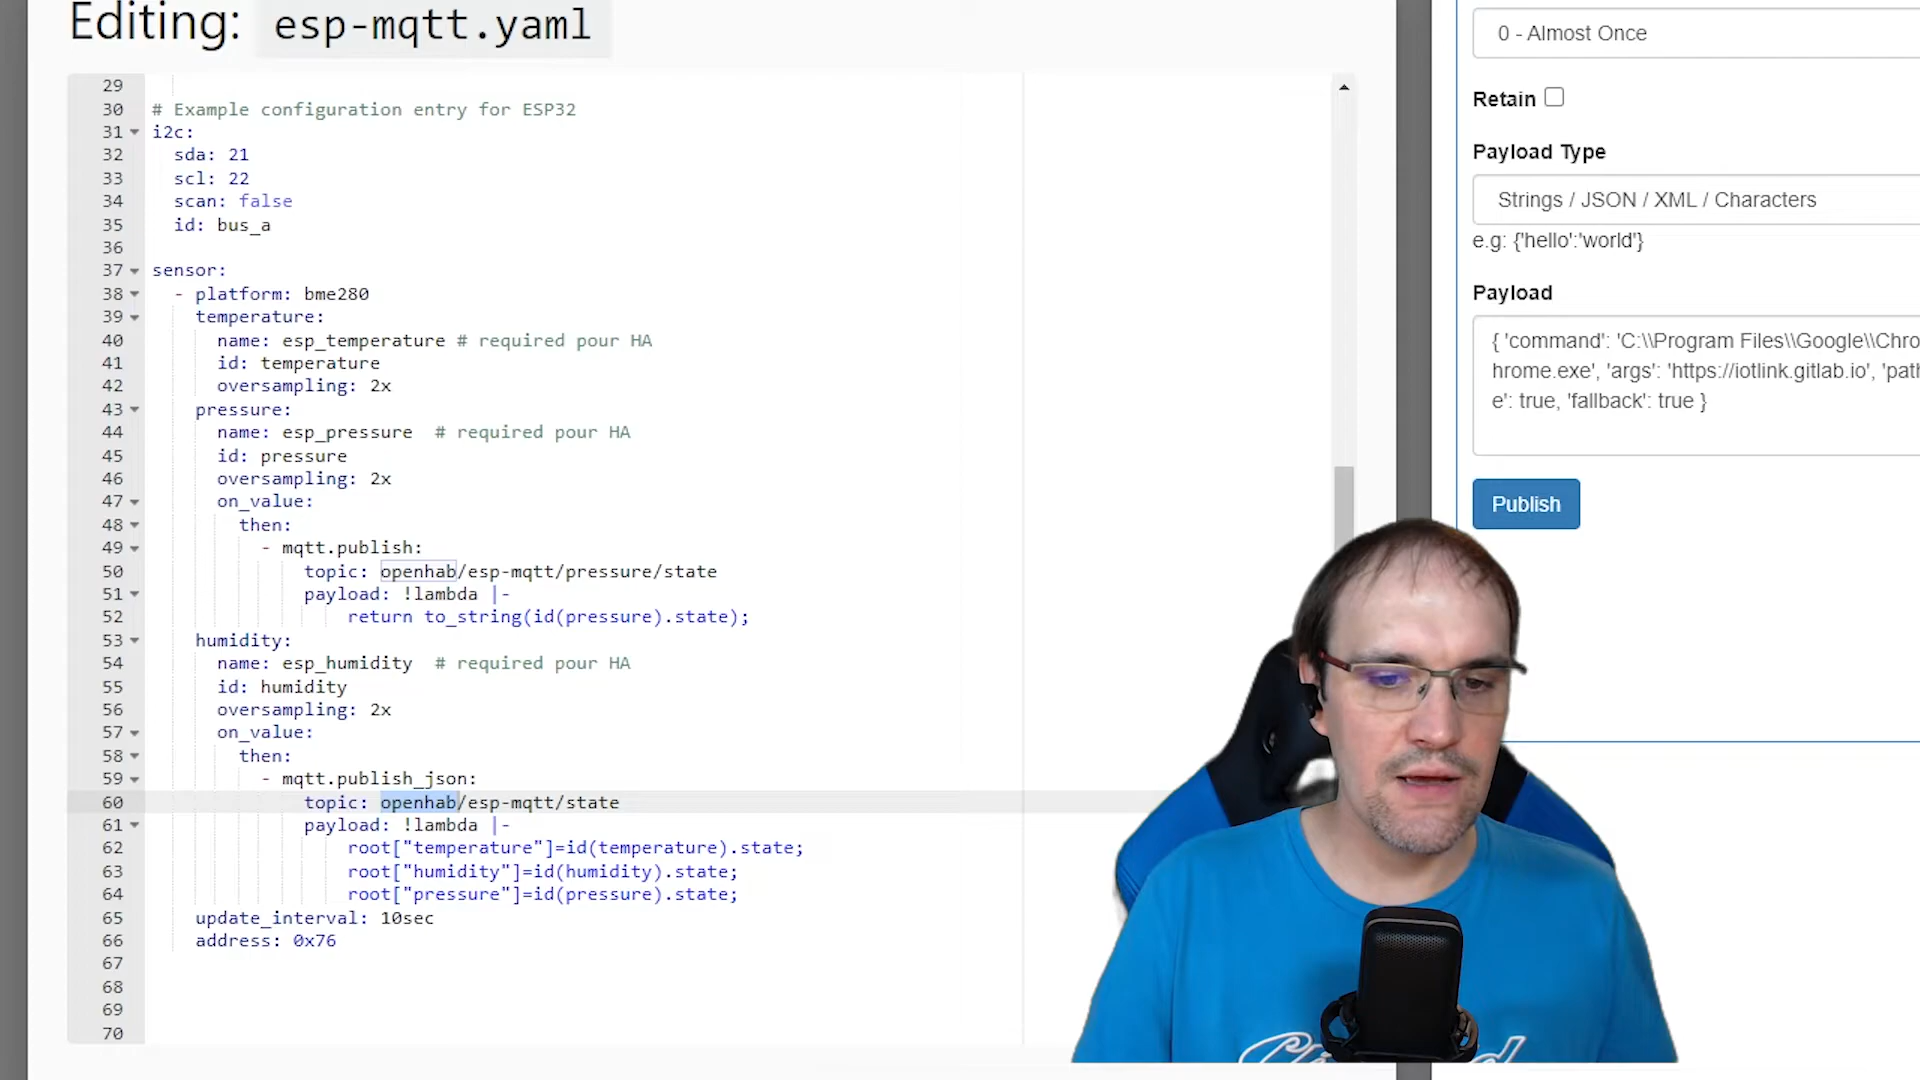 Editing: esp-mqtt.yaml
29
30 # Example configuration entry for ESP32
31 i2c:
32 sda: 21
33 scl: 22
34 scan: false
35 id: bus_a
36
37 sensor:
38 - platform: bme280
39 temperature:
40 name: esp_temperature # required pour HA
41 id: temperature
42 oversampling: 2x
43 pressure:
44 name: esp_pressure # required pour HA
45 id: pressure
46 oversampling: 2x
47 on_value:
48 then:
49 - mqtt.publish:
50 topic: openhab/esp-mqtt/pressure/state
51 payload: !lambda |-
52 return to_string(id(pressure).state);
53 humidity:
54 name: esp_humidity # required pour HA
55 id: humidity
56 oversampling: 2x
57 on_value:
58 then:
59 - mqtt.publish_json:
60 topic: openhab/esp-mqtt/state
61 payload: !lambda |-
62 root["temperature"]=id(temperature).state;
63 root["humidity"]=id(humidity).state;
64 root["pressure"]=id(pressure).state;
65 update_interval: 10sec
66 address: 0x76
67
68
69
70
0 - Almost Once
Retain
Payload Type
Strings / JSON / XML / Characters
e.g: {'hello':'world'}
Payload
{ 'command': 'C:\\Program Files\\Google\\Chro
hrome.exe', 'args': 'https://iotlink.gitlab.io', 'path
e': true, 'fallback': true }
Publish